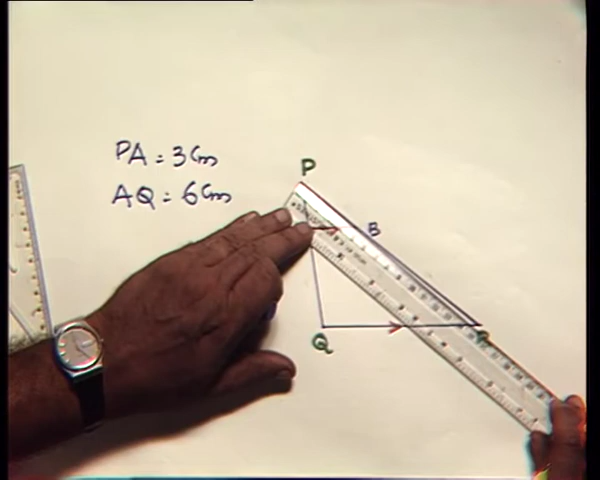 PA = 3 Cm
AQ = 6 Cm
P
B
Q